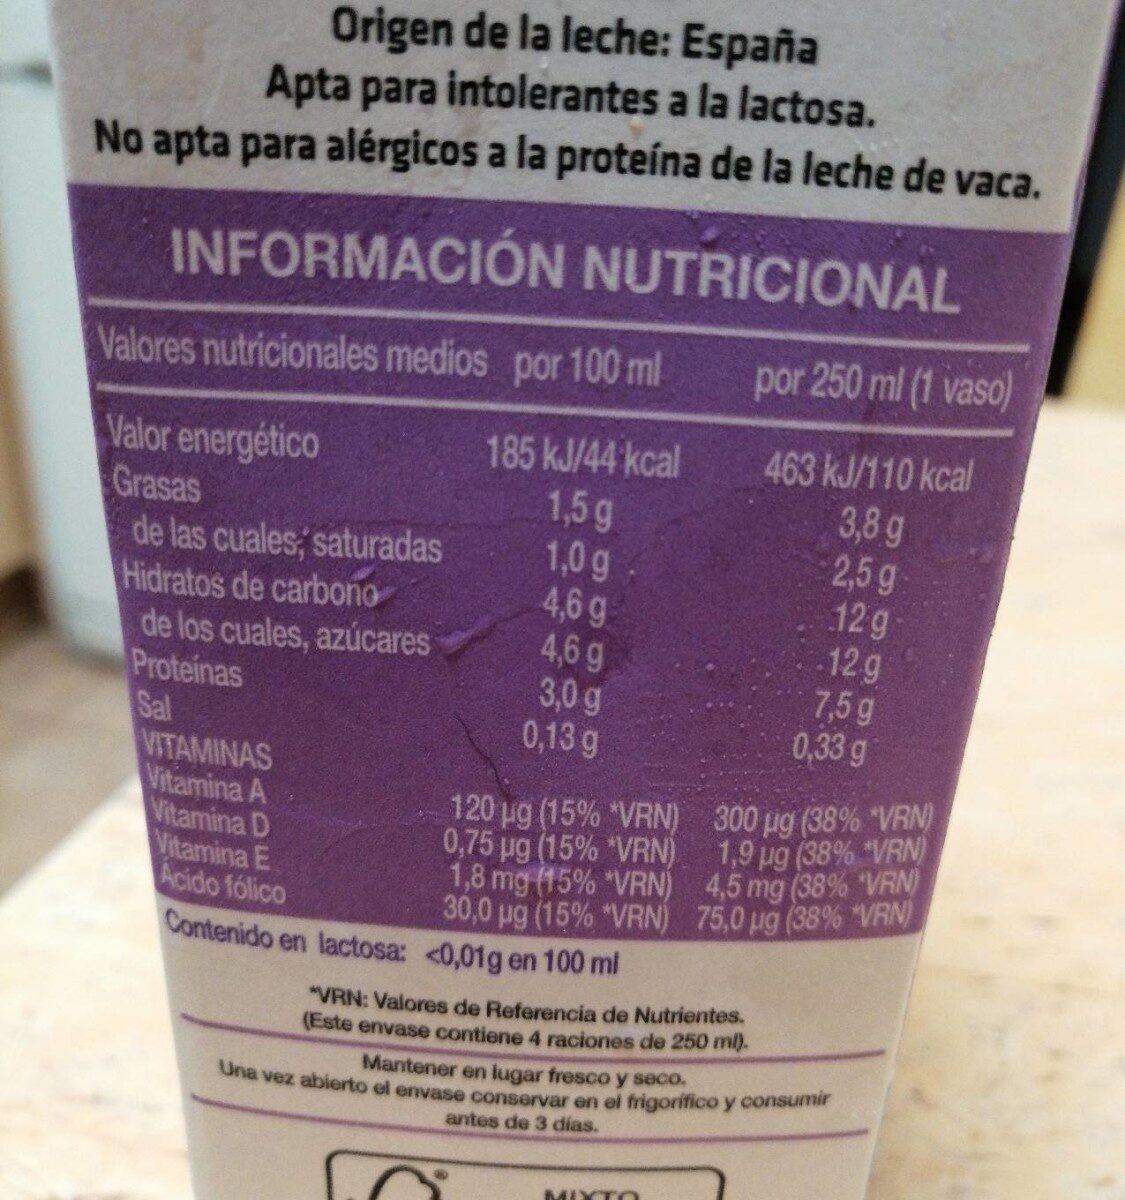 Origen de la leche: España
Apta para intolerantes a la lactosa.
No apta para alérgicos a la proteína de la leche de vaca.
INFORMACIÓN NUTRICIONAL
Valores nutricionales medios por 100 ml por 250 ml (1 vaso)
Valor energético 185 kJ/44 kcal 463 kJ/110 kcal
Grasas 1,5 g 3,8 g
de las cuales, saturadas 1,0 g 2,5 g
Hidratos de carbono 4,6 g 12 g
de los cuales, azúcares 4,6 g 12 g
Proteínas 3,0 g 7,5 g
Sal 0,13 g 0,33 g
VITAMINAS
Vitamina A 120 µg (15% *VRN) 300 µg (38% *VRN)
Vitamina D 0,75 µg (15% *VRN) 1,9 µg (38% *VRN)
Vitamina E 1,8 mg (15% *VRN) 4,5 mg (38% *VRN)
Ácido fólico 30,0 µg (15% *VRN) 75,0 µg (38% *VRN)
Contenido en lactosa: <0,01g en 100 ml
*VRN: Valores de Referencia de Nutrientes.
(Este envase contiene 4 raciones de 250 ml).
Mantener en lugar fresco y seco.
Una vez abierto el envase conservar en el frigorífico y consumir
antes de 3 días.
®
MIXTO